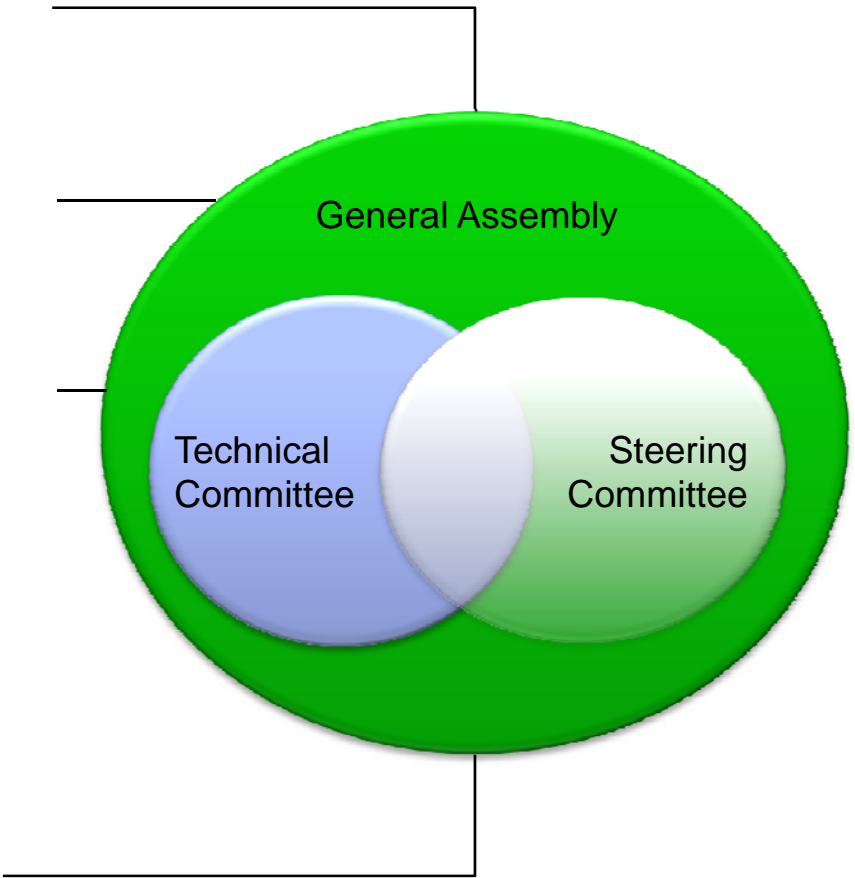 General Assembly
Technical
Committee
Steering
Committee